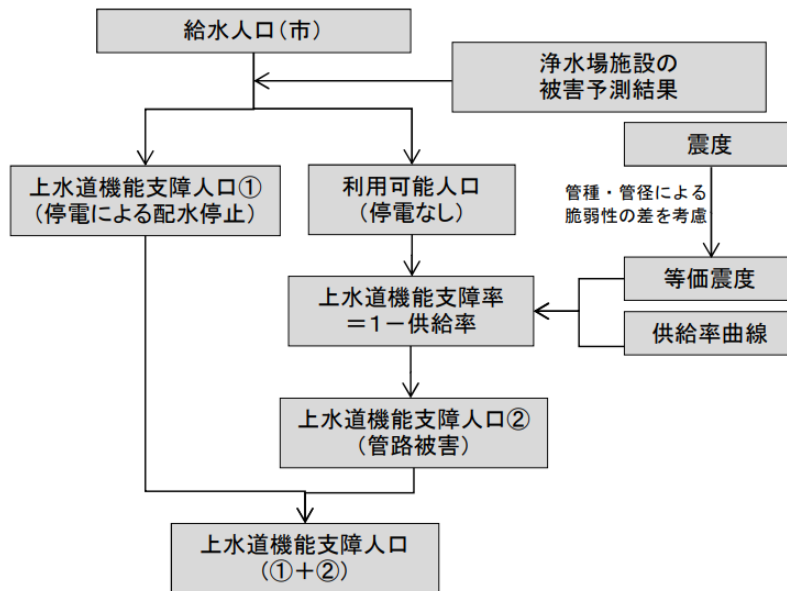 給水人口(市)
浄水場施設の
被害予測結果
震度
上水道機能支障人口①
(停電による配水停止)
利用可能人口
(停電なし)
管種・管径による
脆弱性の差を考慮
等価震度
上水道機能支障率
=1-供給率
供給率曲線
上水道機能支障人口②
(管路被害)
上水道機能支障人口
(①+②)